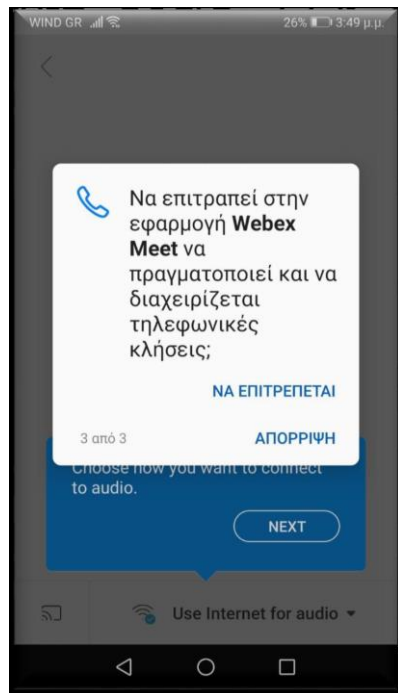 WIND GR 26% 3:49 μ.μ.
Να επιτραπεί στην
εφαρμογή Webex
Meet να
πραγματοποιεί και να
διαχειρίζεται
τηλεφωνικές
κλήσεις;
ΝΑ ΕΠΙΤΡΕΠΕΤΑΙ
3 από 3 ΑΠΟΡΡΙΨΗ
Choose how you want to connect
to audio.
NEXT
Use Internet for audio